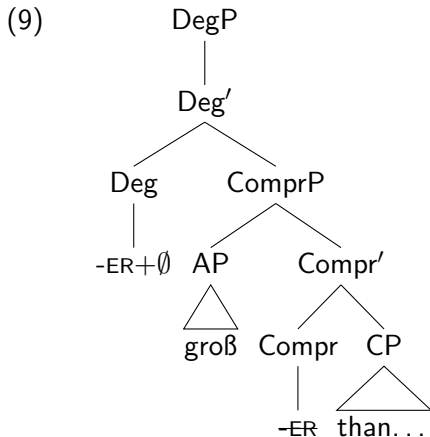 (9) DegP
Deg′
Deg ComprP
-ER+∅ AP Compr′
groß Compr CP
-ER than...